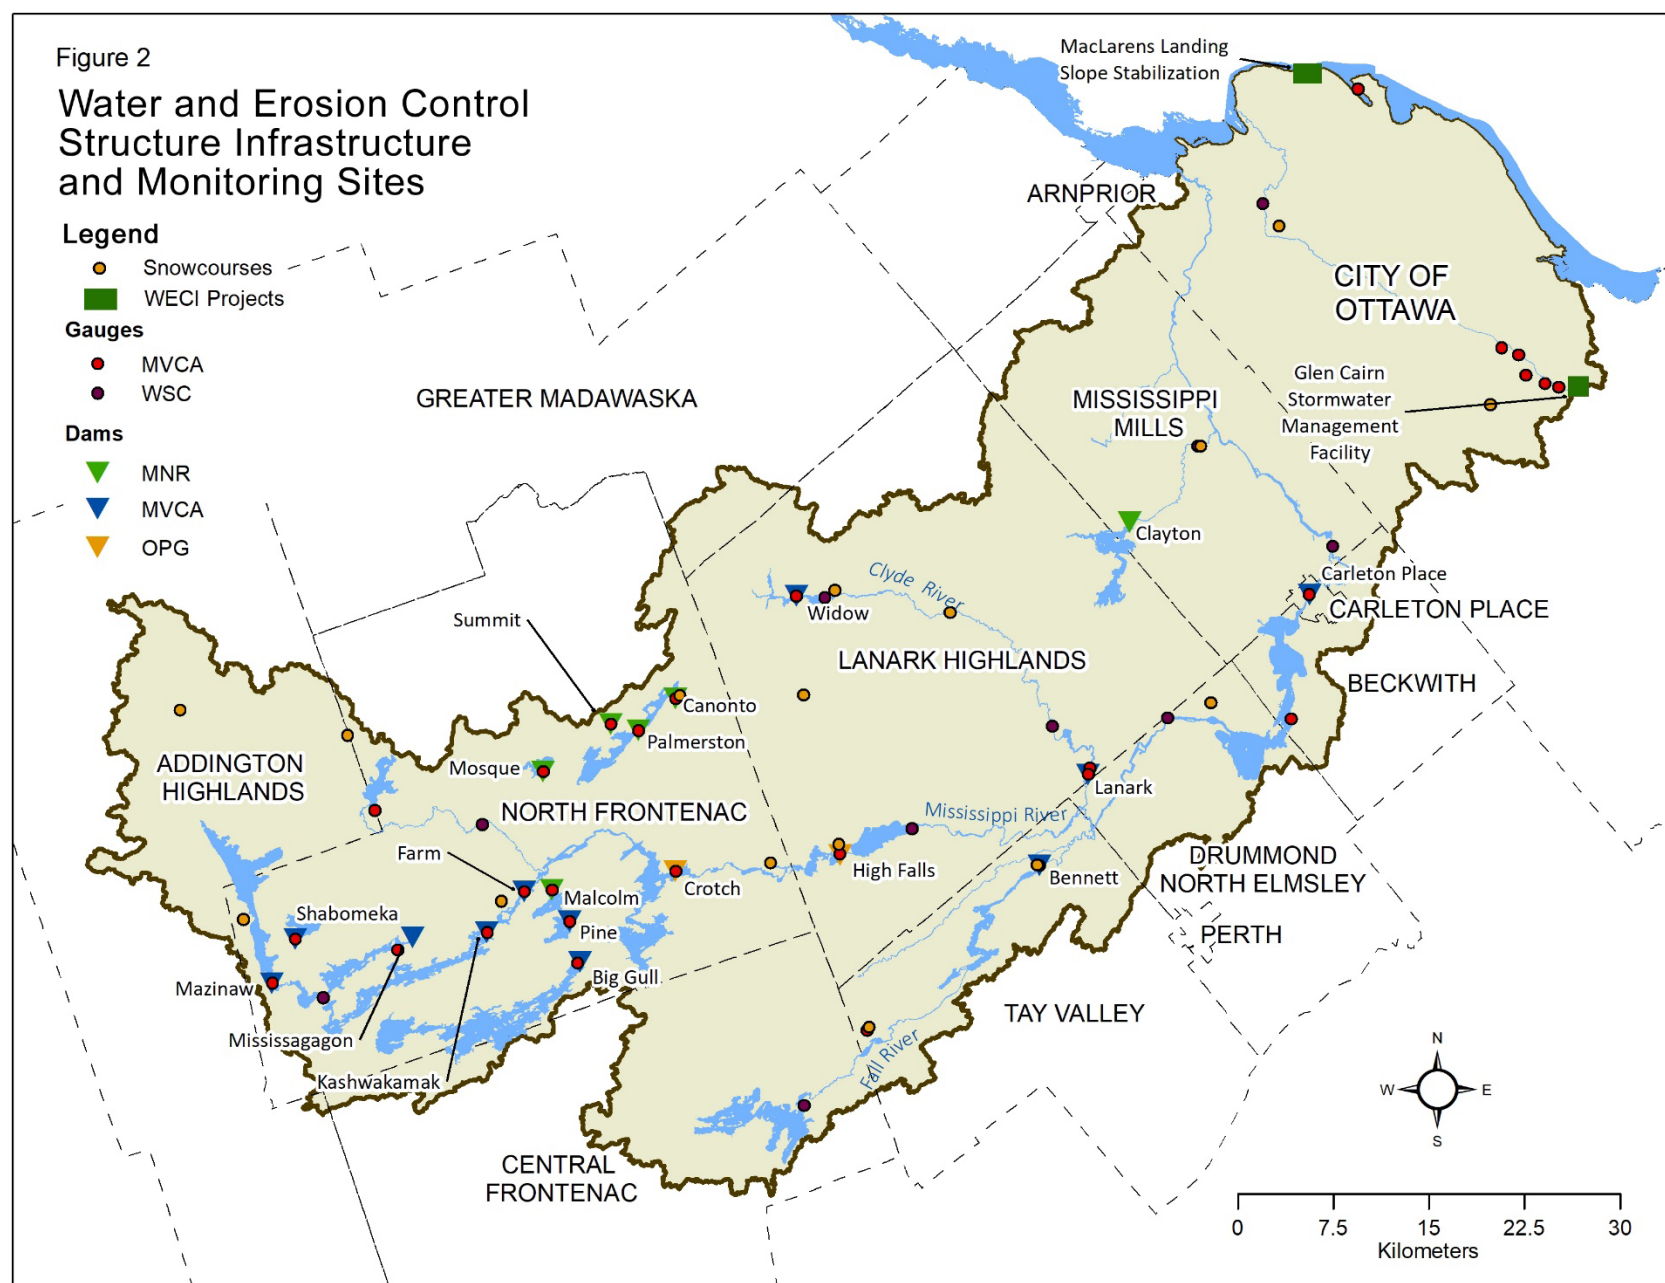 Figure 2
Water and Erosion Control
Structure Infrastructure
and Monitoring Sites
Legend
Snowcourses
WECI Projects
Gauges
MVCA
WSC
Dams
MNR
MVCA
OPG
MacLarens Landing
Slope Stabilization
ARNPRIOR
CITY OF
OTTAWA
Glen Cairn
Stormwater
Management
Facility
GREATER MADAWASKA
MISSISSIPPI
MILLS
Clayton
Carleton Place
CARLETON PLACE
Clyde River
Widow
Summit
LANARK HIGHLANDS
BECKWITH
Canonto
Palmerston
Mosque
ADDINGTON
HIGHLANDS
NORTH FRONTENAC
Lanark
Mississippi River
Farm
High Falls
Crotch
Bennett
DRUMMOND
NORTH ELMSLEY
Malcolm
Shabomeka
Pine
PERTH
Big Gull
Mazinaw
TAY VALLEY
Mississagagon
Fall River
Kashwakamak
CENTRAL
FRONTENAC
N
W
E
S
0
7.5
15
22.5
30
Kilometers